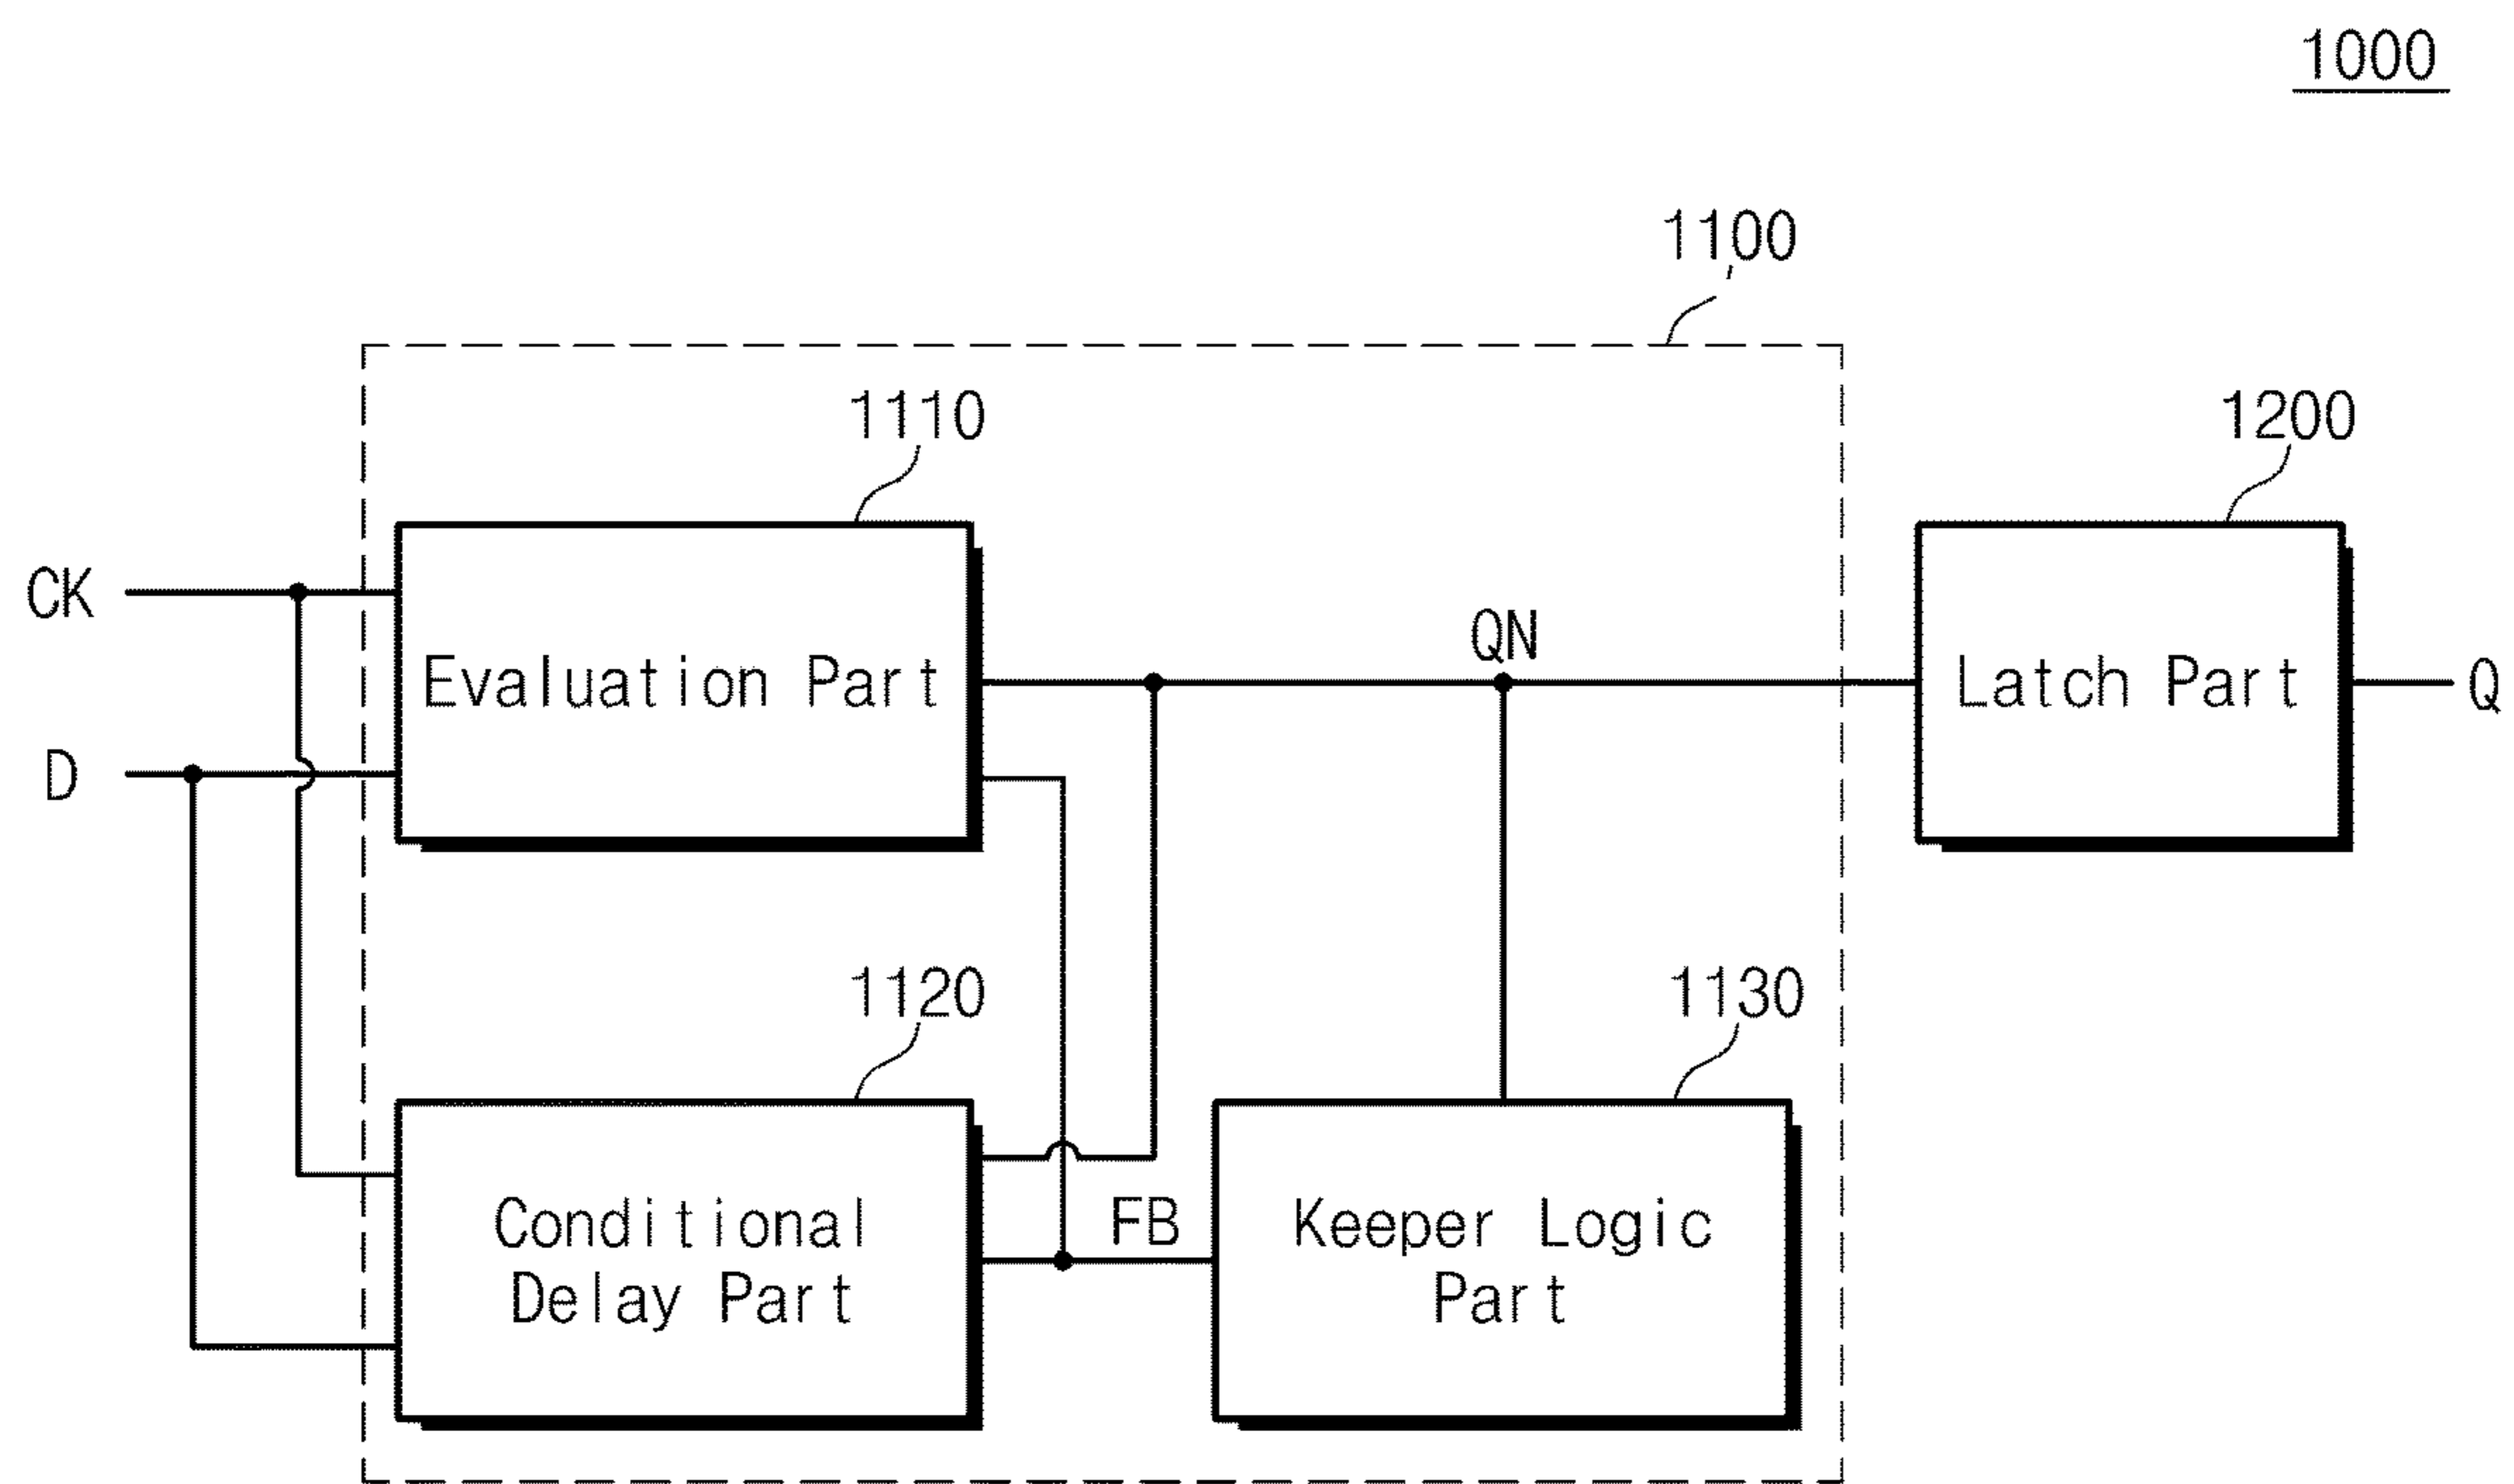 1000
1100
1110
1200
CK
Evaluation Part
QN
Latch Part
Q
D
1120
1130
Conditional
Delay Part
FB
Keeper Logic
Part